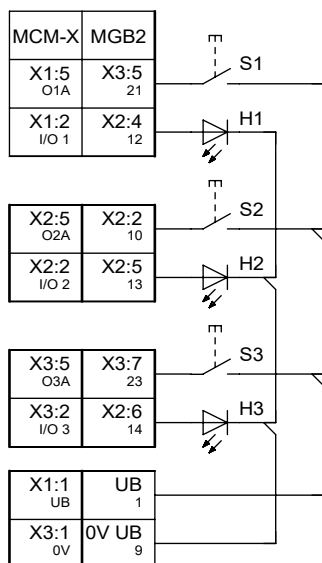 MCM-X MGB2
X1:5 X3:5 S1
O1A 21
X1:2 X2:4 H1
I/O 1 12
X2:5 X2:2 S2
O2A 10
X2:2 X2:5 H2
I/O 2 13
X3:5 X3:7 S3
O3A 23
X3:2 X2:6 H3
I/O 3 14
X1:1 UB
UB 1
X3:1 0V UB
0V 9